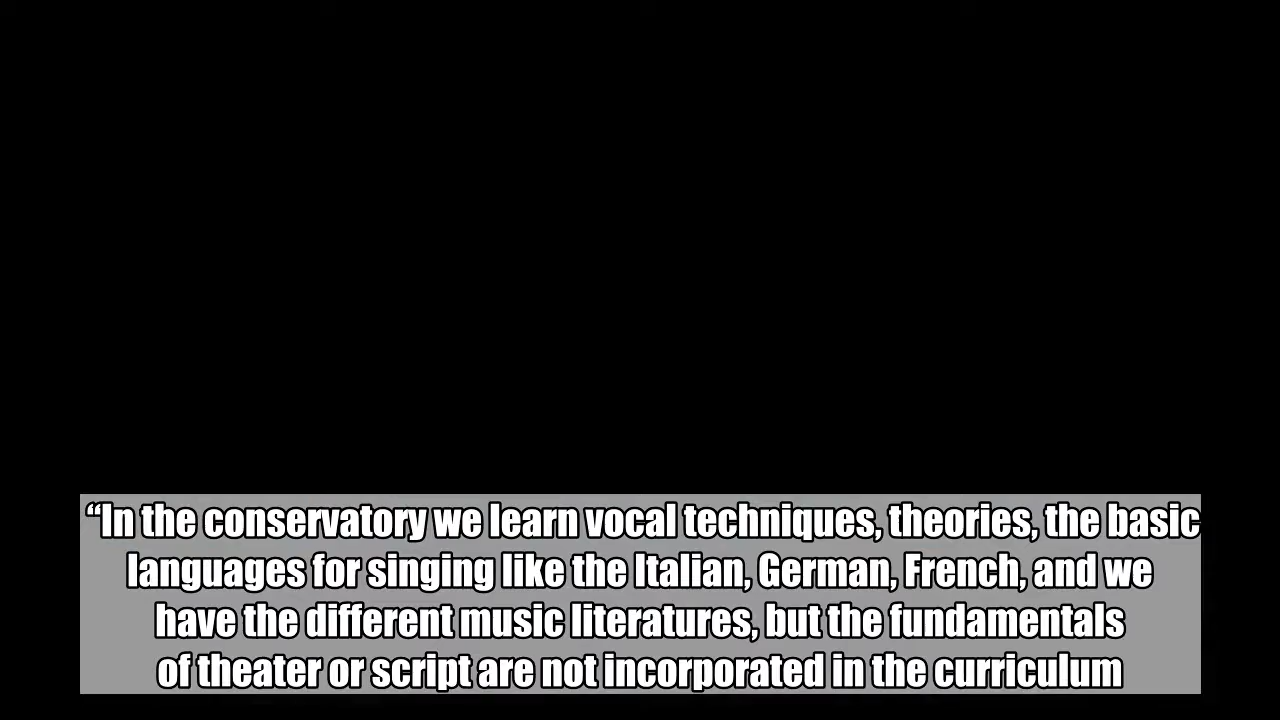 “In the conservatory we learn vocal techniques, theories, the basic
languages for singing like the Italian, German, French, and we
have the different music literatures, but the fundamentals
of theater or script are not incorporated in the curriculum